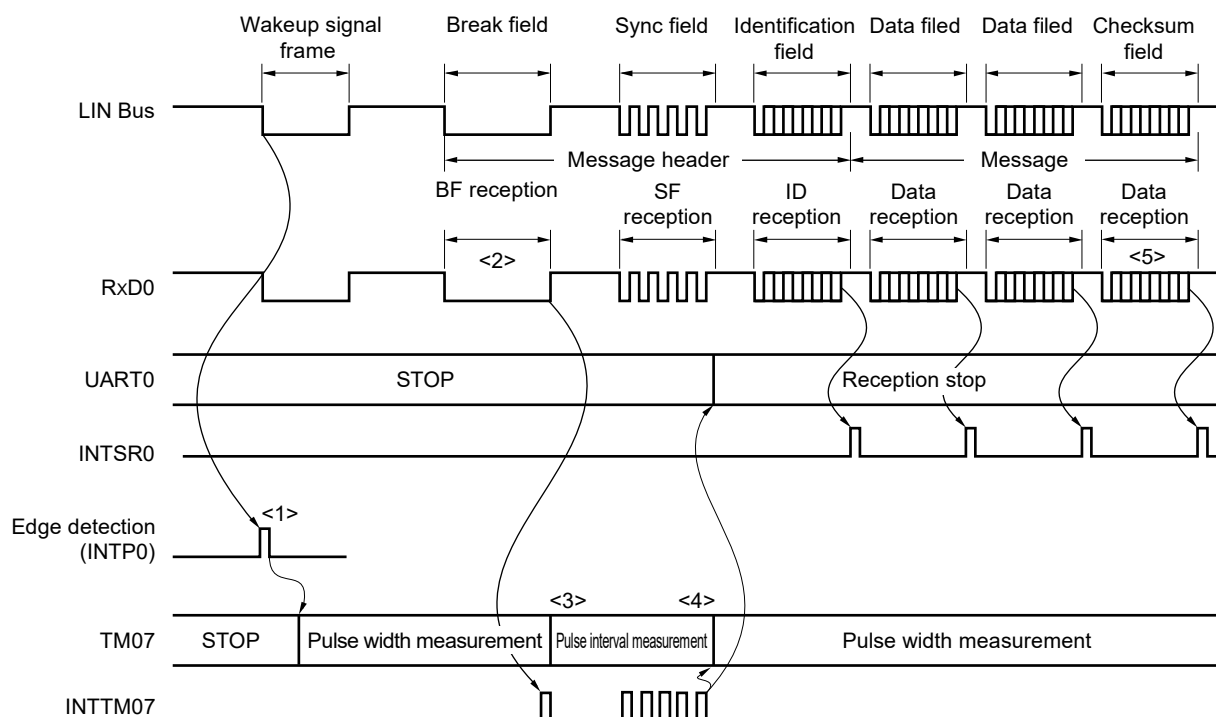 Wakeup signal frame
Break field
Sync field
Identification field
Data filed
Data filed
Checksum field
LIN Bus
Message header
Message
BF reception
SF reception
ID reception
Data reception
Data reception
Data reception
<2>
<5>
RxD0
UART0
STOP
Reception stop
INTSR0
Edge detection (INTP0)
<1>
<3>
<4>
TM07
STOP
Pulse width measurement
Pulse interval measurement
Pulse width measurement
INTTM07